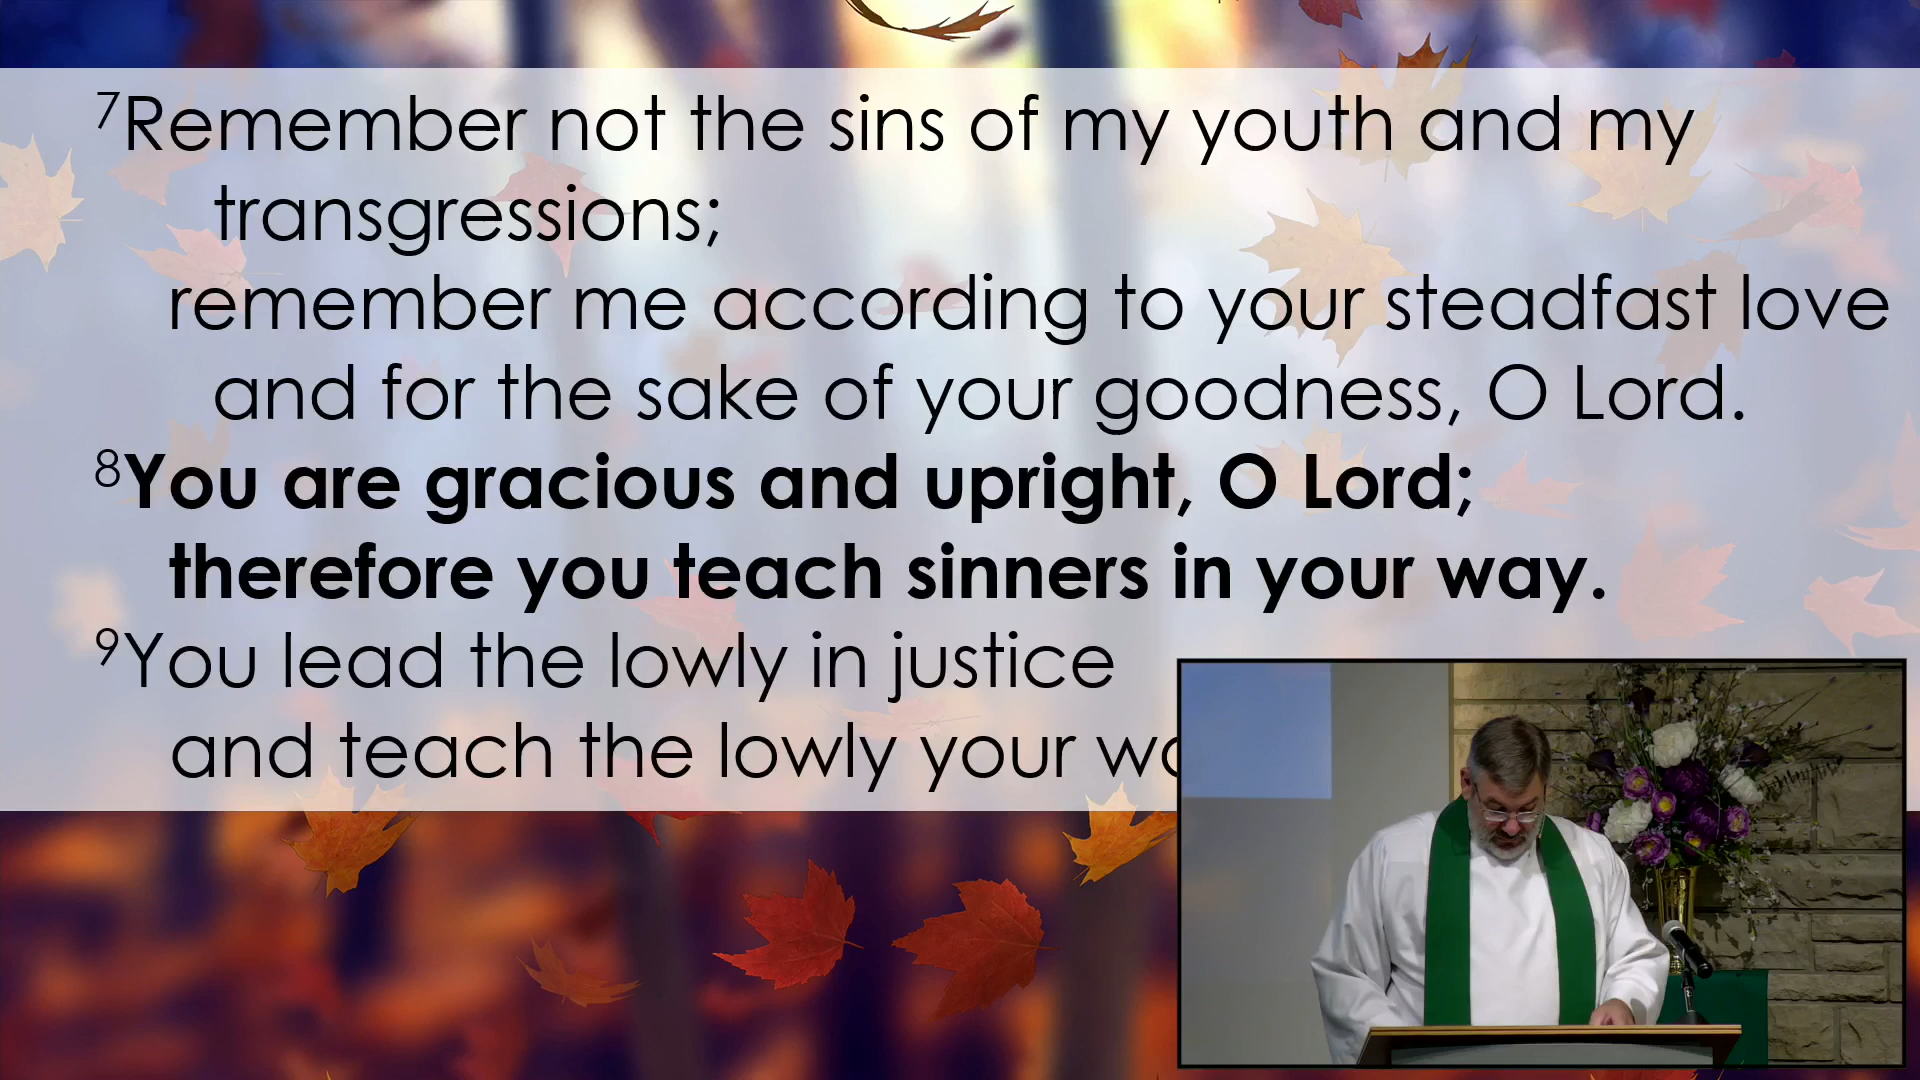 7Remember not the sins of my youth and my
transgressions;
remember me according to your steadfast love
and for the sake of your goodness, O Lord.
8You are gracious and upright, O Lord;
therefore you teach sinners in your way.
9You lead the lowly in justice
and teach the lowly your